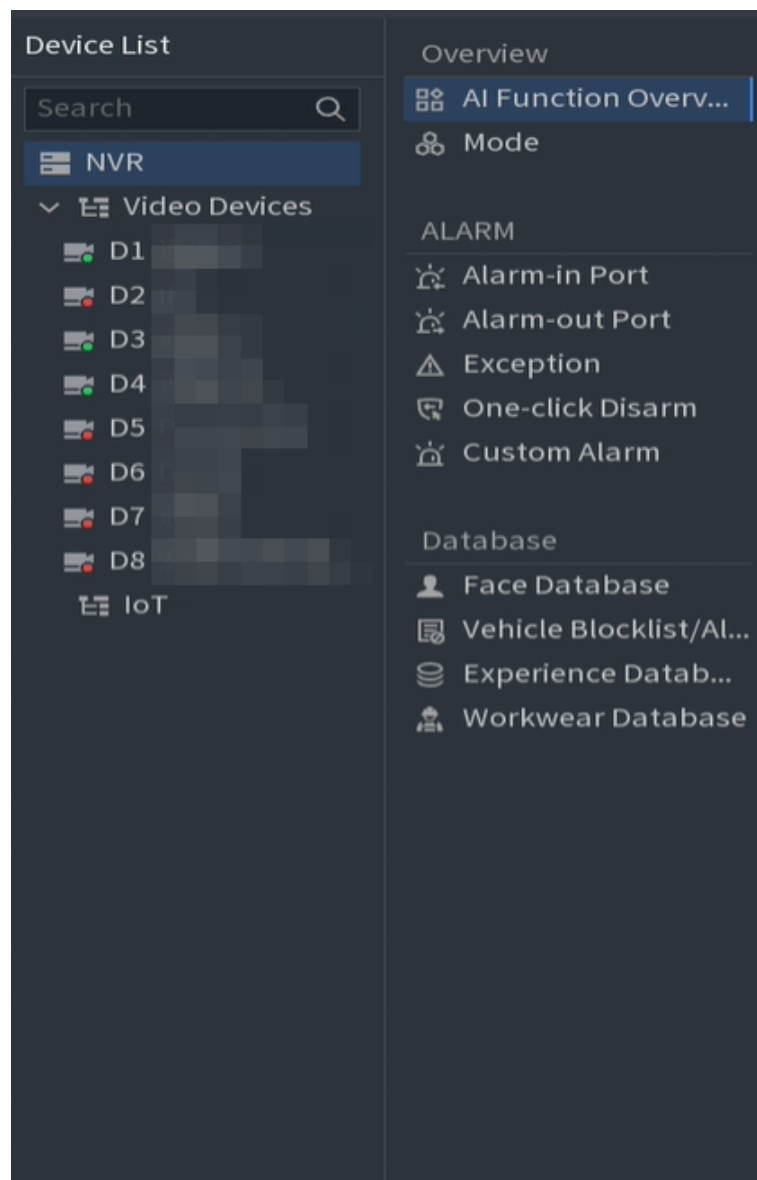 Device List
Search
NVR
Video Devices
D1
D2
D3
D4
D5
D6
D7
D8
IoT
Overview
AI Function Overv...
Mode
ALARM
Alarm-in Port
Alarm-out Port
Exception
One-click Disarm
Custom Alarm
Database
Face Database
Vehicle Blocklist/Al...
Experience Datab...
Workwear Database